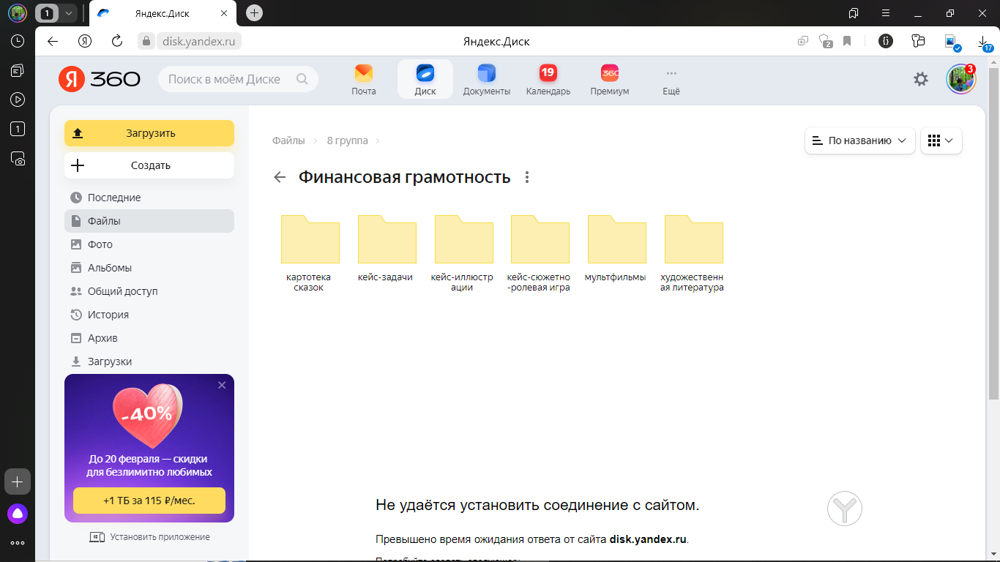 1
Яндекс.Диск
disk.yandex.ru
Яндекс.Диск
2
17
1
Я 360
Поиск в моём Диске
Почта
Диск
Документы
19
Календарь
360
Премиум
Ещё
3
Загрузить
Создать
Последние
Файлы
Фото
Альбомы
Общий доступ
История
Архив
Загрузки
-40%
До 20 февраля — скидки
для безлимитно любимых
+1 ТБ за 115 ₽/мес.
Установить приложение
Файлы
8 группа
По названию
Финансовая грамотность
картотека
сказок
кейс-задачи
кейс-иллюстр
ации
кейс-сюжетно
-ролевая игра
мультфильмы
художественн
ая литература
Не удаётся установить соединение с сайтом.
Превышено время ожидания ответа от сайта disk.yandex.ru.